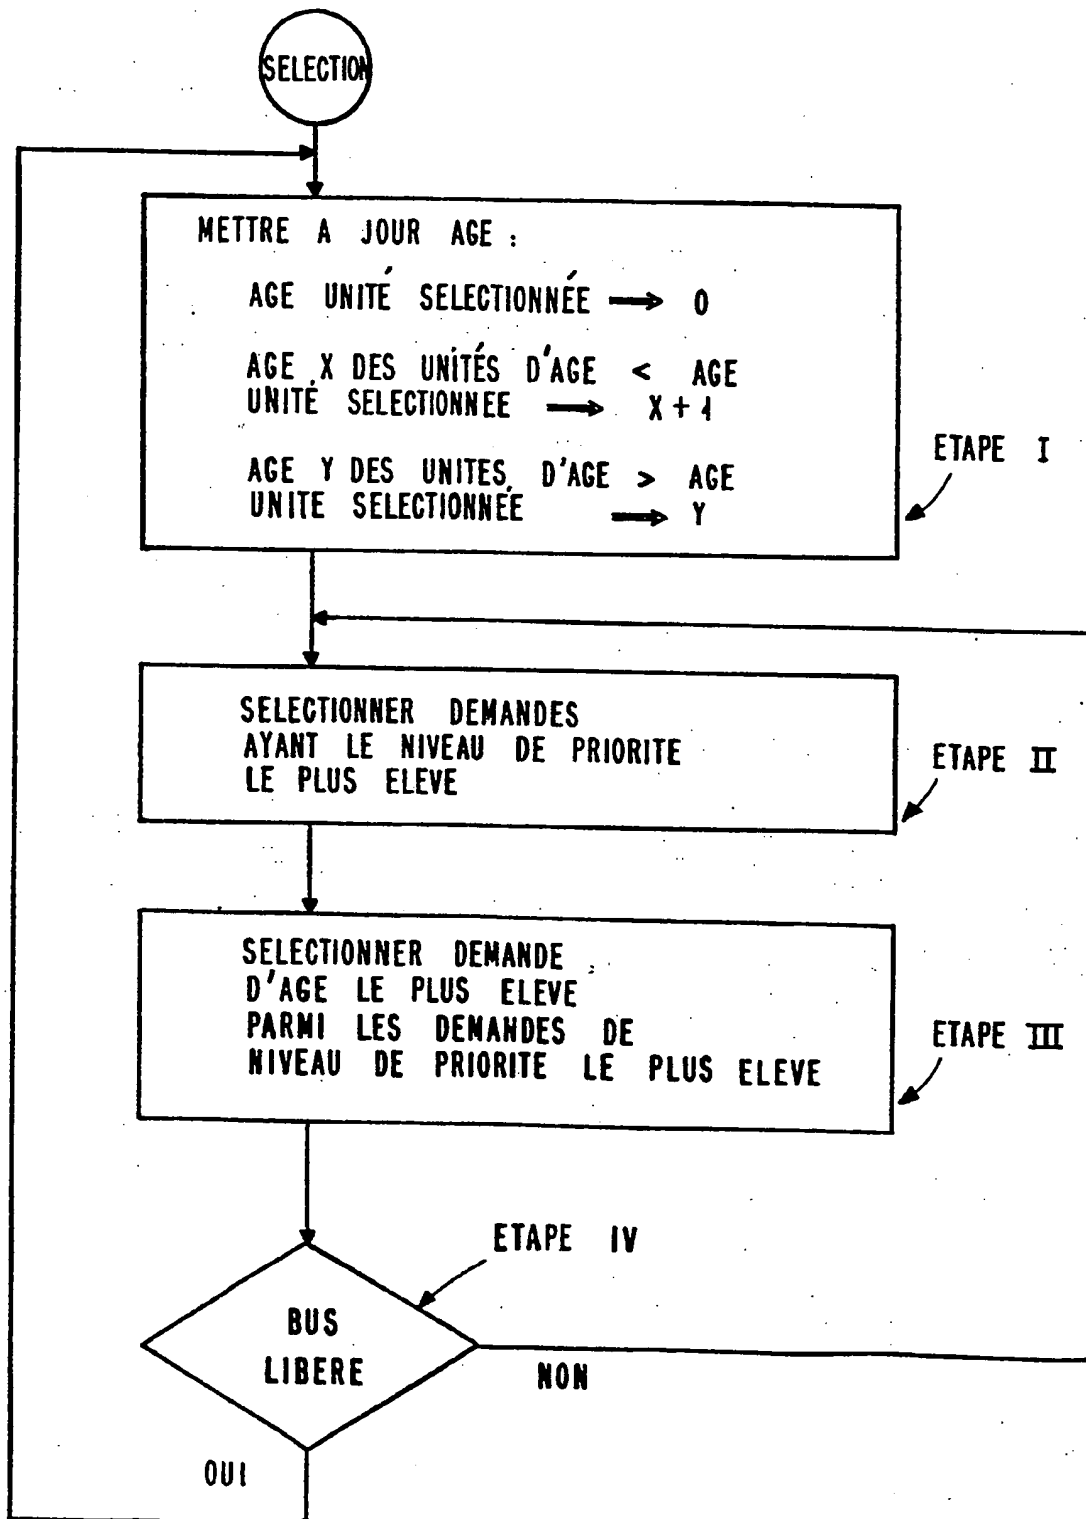 SELECTION
METTRE A JOUR AGE :
AGE UNITÉ SELECTIONNÉE → 0
AGE X DES UNITÉS D'AGE < AGE
UNITÉ SELECTIONNEE → X + 1
AGE Y DES UNITES D'AGE > AGE
UNITE SELECTIONNÉE → Y
ETAPE I
SELECTIONNER DEMANDES
AYANT LE NIVEAU DE PRIORITE
LE PLUS ELEVE
ETAPE II
SELECTIONNER DEMANDE
D'AGE LE PLUS ELEVE
PARMI LES DEMANDES DE
NIVEAU DE PRIORITE LE PLUS ELEVE
ETAPE III
ETAPE IV
BUS
LIBERE
NON
OUI